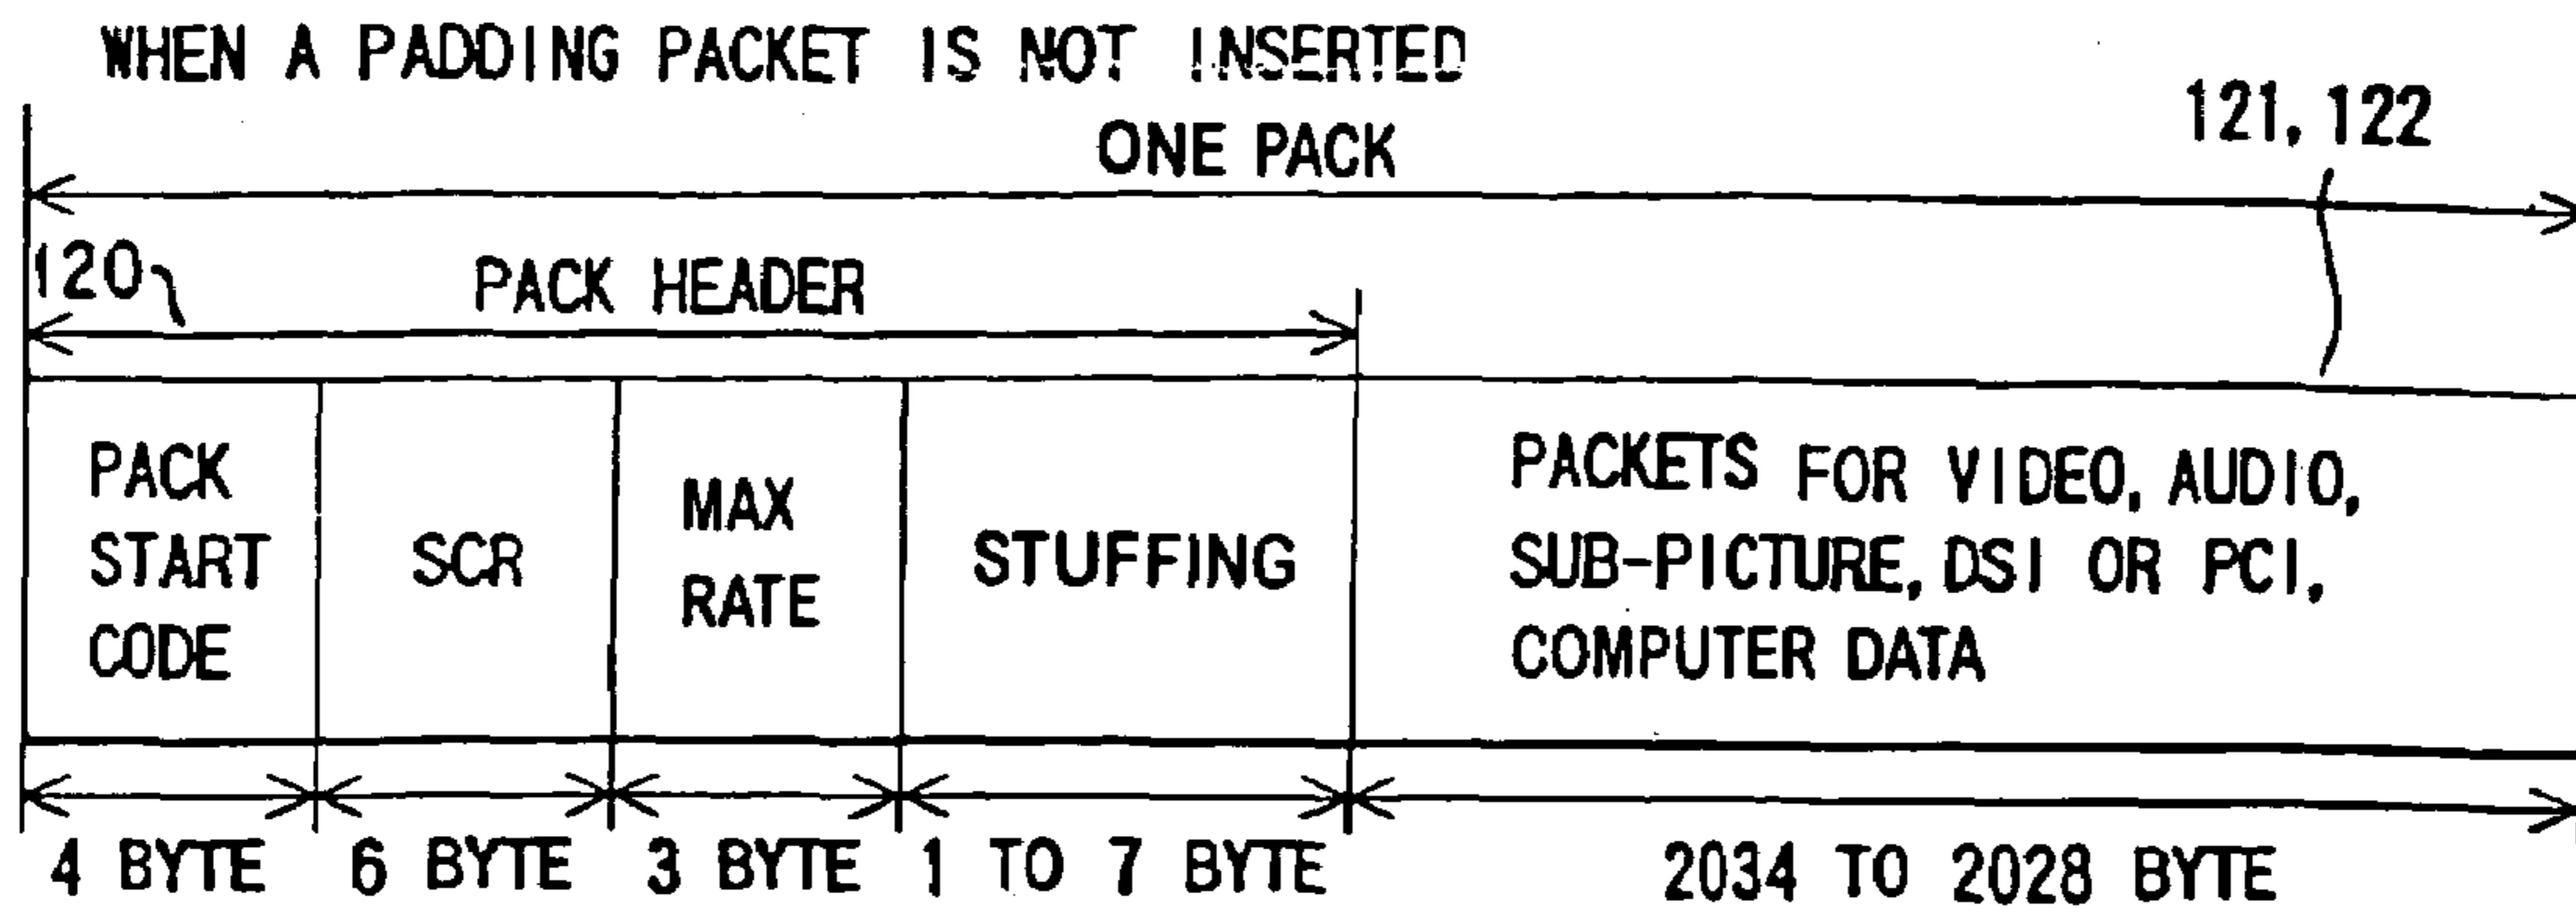 WHEN A PADDING PACKET IS NOT INSERTED
ONE PACK
121, 122
120
PACK HEADER
PACK
START
CODE
SCR
MAX
RATE
STUFFING
PACKETS FOR VIDEO, AUDIO,
SUB-PICTURE, DSI OR PCI,
COMPUTER DATA
4 BYTE
6 BYTE
3 BYTE
1 TO 7 BYTE
2034 TO 2028 BYTE